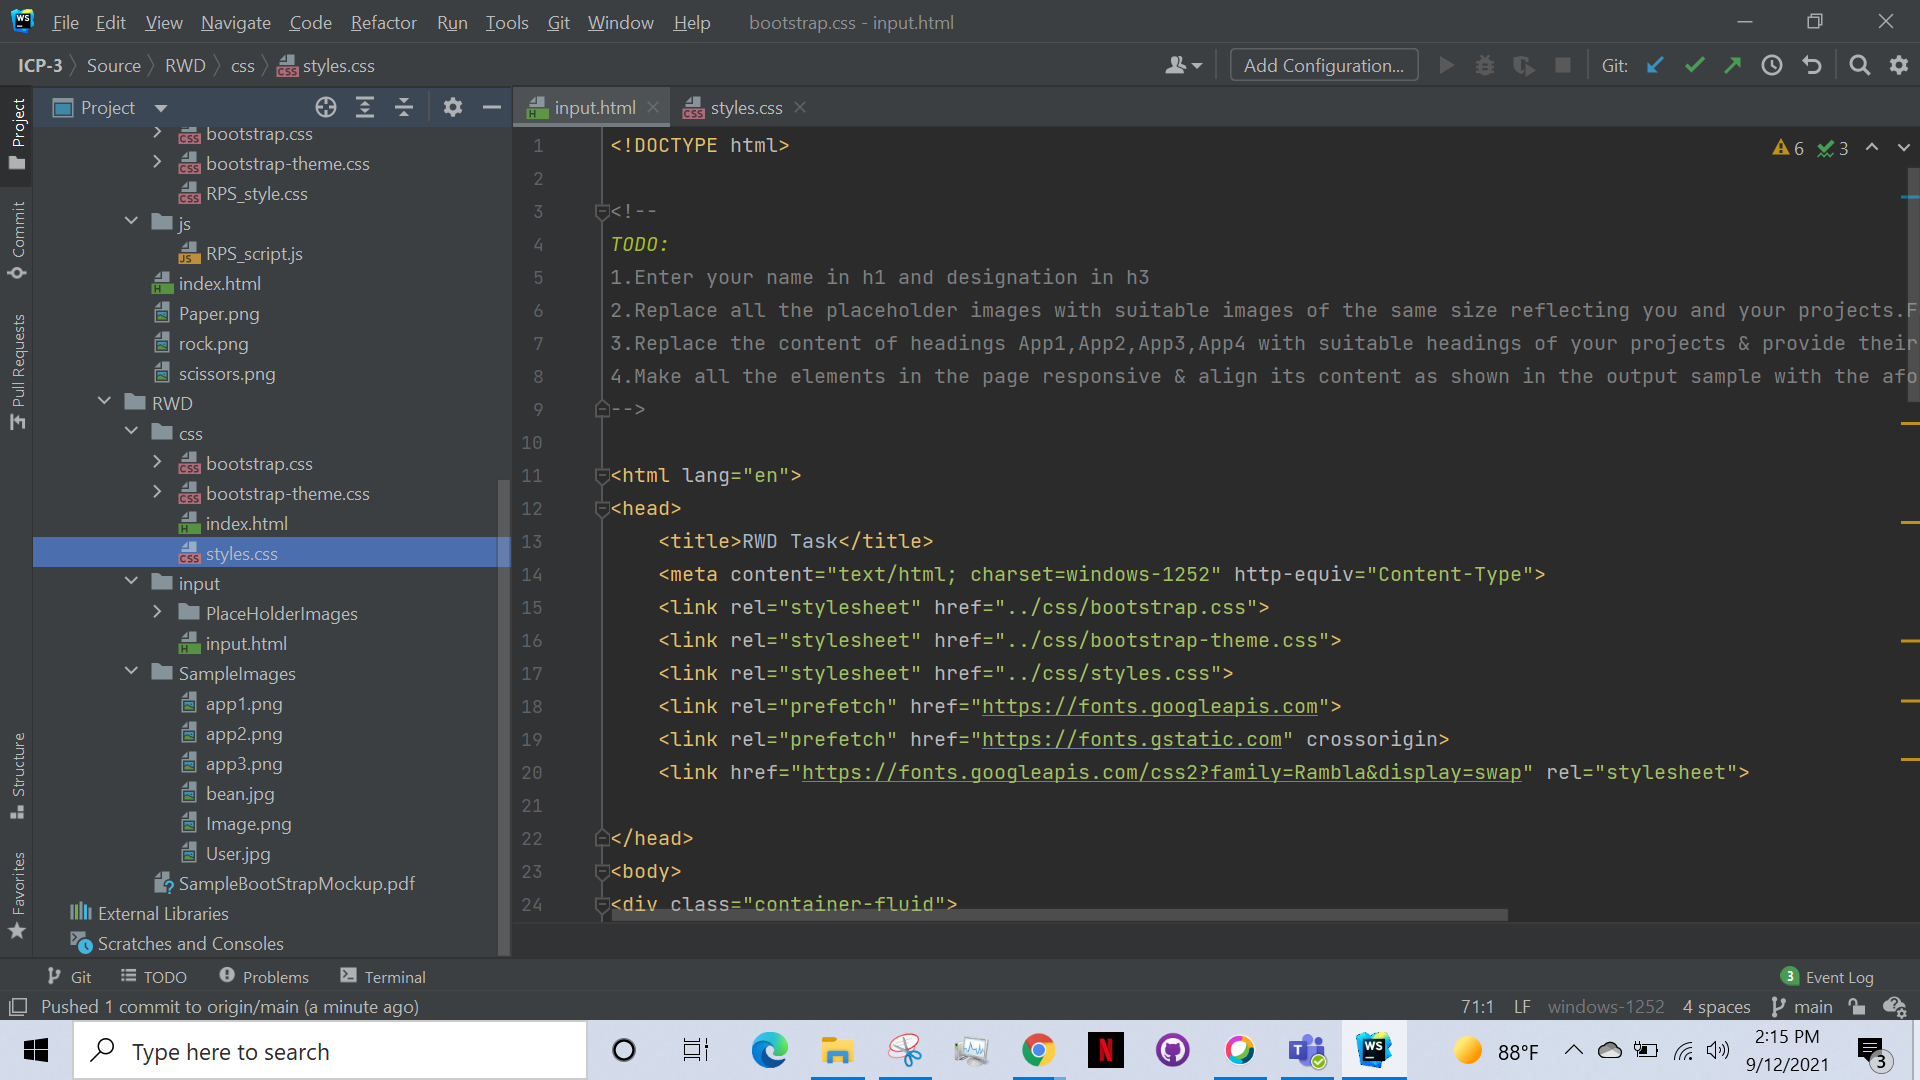 WS File Edit View Navigate Code Refactor Run Tools Git Window Help bootstrap.css - input.html
ICP-3 Source RWD css styles.css Add Configuration... Git:
Project
input.html styles.css
Project
Commit
Pull Requests
Structure
Favorites
bootstrap.css
bootstrap-theme.css
RPS_style.css
js
RPS_script.js
index.html
Paper.png
rock.png
scissors.png
RWD
css
bootstrap.css
bootstrap-theme.css
index.html
styles.css
input
PlaceHolderImages
input.html
SampleImages
app1.png
app2.png
app3.png
bean.jpg
Image.png
User.jpg
SampleBootStrapMockup.pdf
External Libraries
Scratches and Consoles
6 3
1 <!DOCTYPE html>
2
3 <!--
4 TODO:
5 1.Enter your name in h1 and designation in h3
6 2.Replace all the placeholder images with suitable images of the same size reflecting you and your projects.F
7 3.Replace the content of headings App1,App2,App3,App4 with suitable headings of your projects & provide their
8 4.Make all the elements in the page responsive & align its content as shown in the output sample with the afo
9 -->
10
11 <html lang="en">
12 <head>
13 <title>RWD Task</title>
14 <meta content="text/html; charset=windows-1252" http-equiv="Content-Type">
15 <link rel="stylesheet" href="../css/bootstrap.css">
16 <link rel="stylesheet" href="../css/bootstrap-theme.css">
17 <link rel="stylesheet" href="../css/styles.css">
18 <link rel="prefetch" href="https://fonts.googleapis.com">
19 <link rel="prefetch" href="https://fonts.gstatic.com" crossorigin>
20 <link href="https://fonts.googleapis.com/css2?family=Rambla&display=swap" rel="stylesheet">
21
22 </head>
23 <body>
24 <div class="container-fluid">
Git TODO Problems Terminal 3 Event Log
Pushed 1 commit to origin/main (a minute ago) 71:1 LF windows-1252 4 spaces main
Type here to search N T WS 88°F 2:15 PM
9/12/2021 3